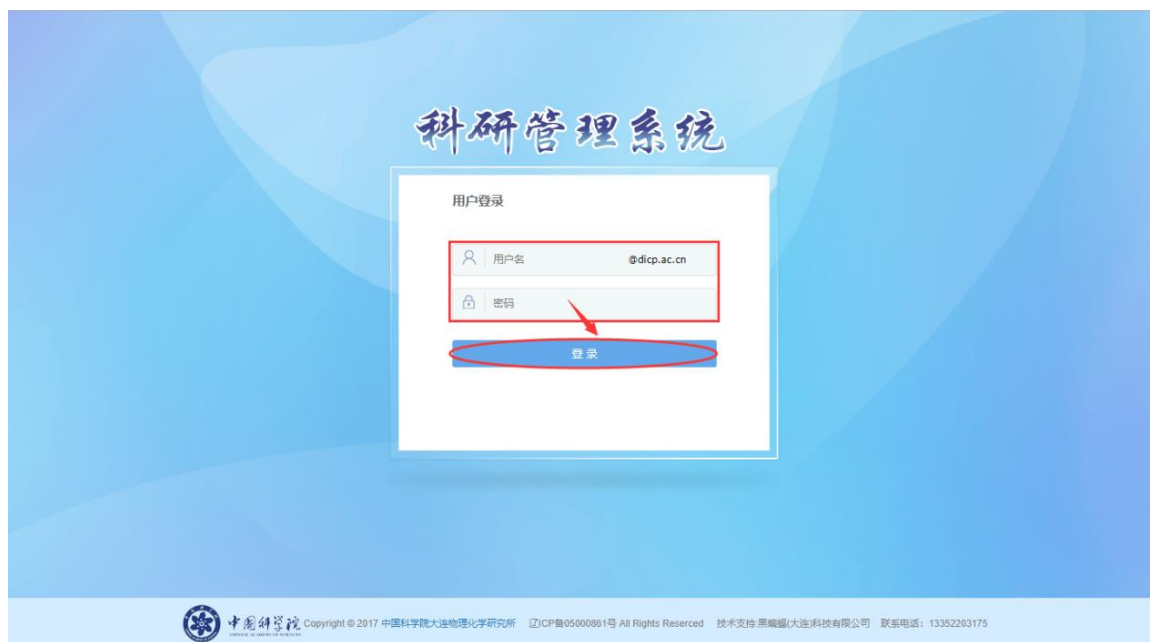 科研管理系统
用户登录
用户名 @dicp.ac.cn
密码
登录
中国科学院 Copyright © 2017 中国科学院大连物理化学研究所 辽ICP备05000861号 All Rights Reserced 技术支持:黑蝙蝠(大连)科技有限公司 联系电话：13352203175
CHINESE ACADEMY OF SCIENCES